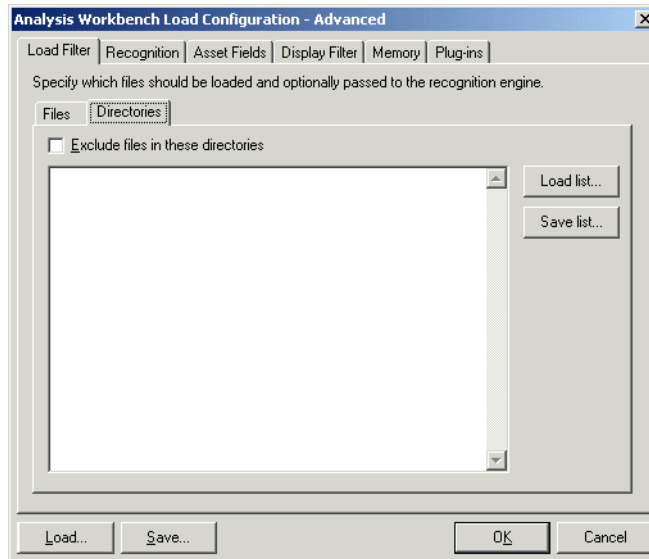 Analysis Workbench Load Configuration - Advanced
Load Filter Recognition Asset Fields Display Filter Memory Plug-ins
Specify which files should be loaded and optionally passed to the recognition engine.
Files Directories
Exclude files in these directories
Load list...
Save list...
Load... Save... OK Cancel